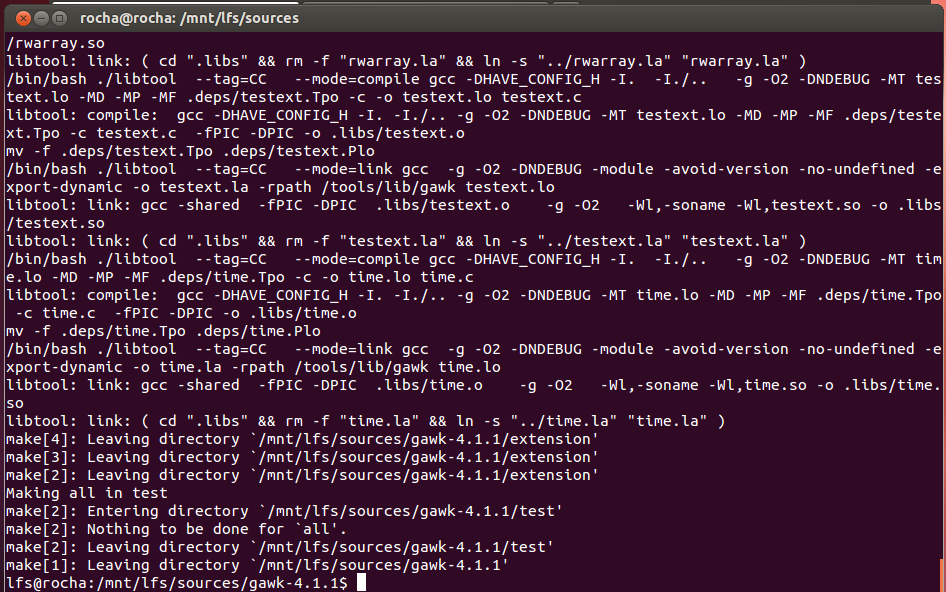 rocha@rocha: /mnt/lfs/sources
/rwarray.so
libtool: link: ( cd ".libs" && rm -f "rwarray.la" && ln -s "../rwarray.la" "rwarray.la" )
/bin/bash ./libtool  --tag=CC   --mode=compile gcc -DHAVE_CONFIG_H -I.  -I./..   -g -O2 -DNDEBUG -MT tes
text.lo -MD -MP -MF .deps/testext.Tpo -c -o testext.lo testext.c
libtool: compile:  gcc -DHAVE_CONFIG_H -I. -I./.. -g -O2 -DNDEBUG -MT testext.lo -MD -MP -MF .deps/teste
xt.Tpo -c testext.c  -fPIC -DPIC -o .libs/testext.o
mv -f .deps/testext.Tpo .deps/testext.Plo
/bin/bash ./libtool  --tag=CC   --mode=link gcc  -g -O2 -DNDEBUG -module -avoid-version -no-undefined -e
xport-dynamic -o testext.la -rpath /tools/lib/gawk testext.lo
libtool: link: gcc -shared  -fPIC -DPIC  .libs/testext.o    -g -O2   -Wl,-soname -Wl,testext.so -o .libs
/testext.so
libtool: link: ( cd ".libs" && rm -f "testext.la" && ln -s "../testext.la" "testext.la" )
/bin/bash ./libtool  --tag=CC   --mode=compile gcc -DHAVE_CONFIG_H -I.  -I./..   -g -O2 -DNDEBUG -MT tim
e.lo -MD -MP -MF .deps/time.Tpo -c -o time.lo time.c
libtool: compile:  gcc -DHAVE_CONFIG_H -I. -I./.. -g -O2 -DNDEBUG -MT time.lo -MD -MP -MF .deps/time.Tpo
 -c time.c  -fPIC -DPIC -o .libs/time.o
mv -f .deps/time.Tpo .deps/time.Plo
/bin/bash ./libtool  --tag=CC   --mode=link gcc  -g -O2 -DNDEBUG -module -avoid-version -no-undefined -e
xport-dynamic -o time.la -rpath /tools/lib/gawk time.lo
libtool: link: gcc -shared  -fPIC -DPIC  .libs/time.o    -g -O2   -Wl,-soname -Wl,time.so -o .libs/time.
so
libtool: link: ( cd ".libs" && rm -f "time.la" && ln -s "../time.la" "time.la" )
make[4]: Leaving directory `/mnt/lfs/sources/gawk-4.1.1/extension'
make[3]: Leaving directory `/mnt/lfs/sources/gawk-4.1.1/extension'
make[2]: Leaving directory `/mnt/lfs/sources/gawk-4.1.1/extension'
Making all in test
make[2]: Entering directory `/mnt/lfs/sources/gawk-4.1.1/test'
make[2]: Nothing to be done for `all'.
make[2]: Leaving directory `/mnt/lfs/sources/gawk-4.1.1/test'
make[1]: Leaving directory `/mnt/lfs/sources/gawk-4.1.1'
lfs@rocha:/mnt/lfs/sources/gawk-4.1.1$